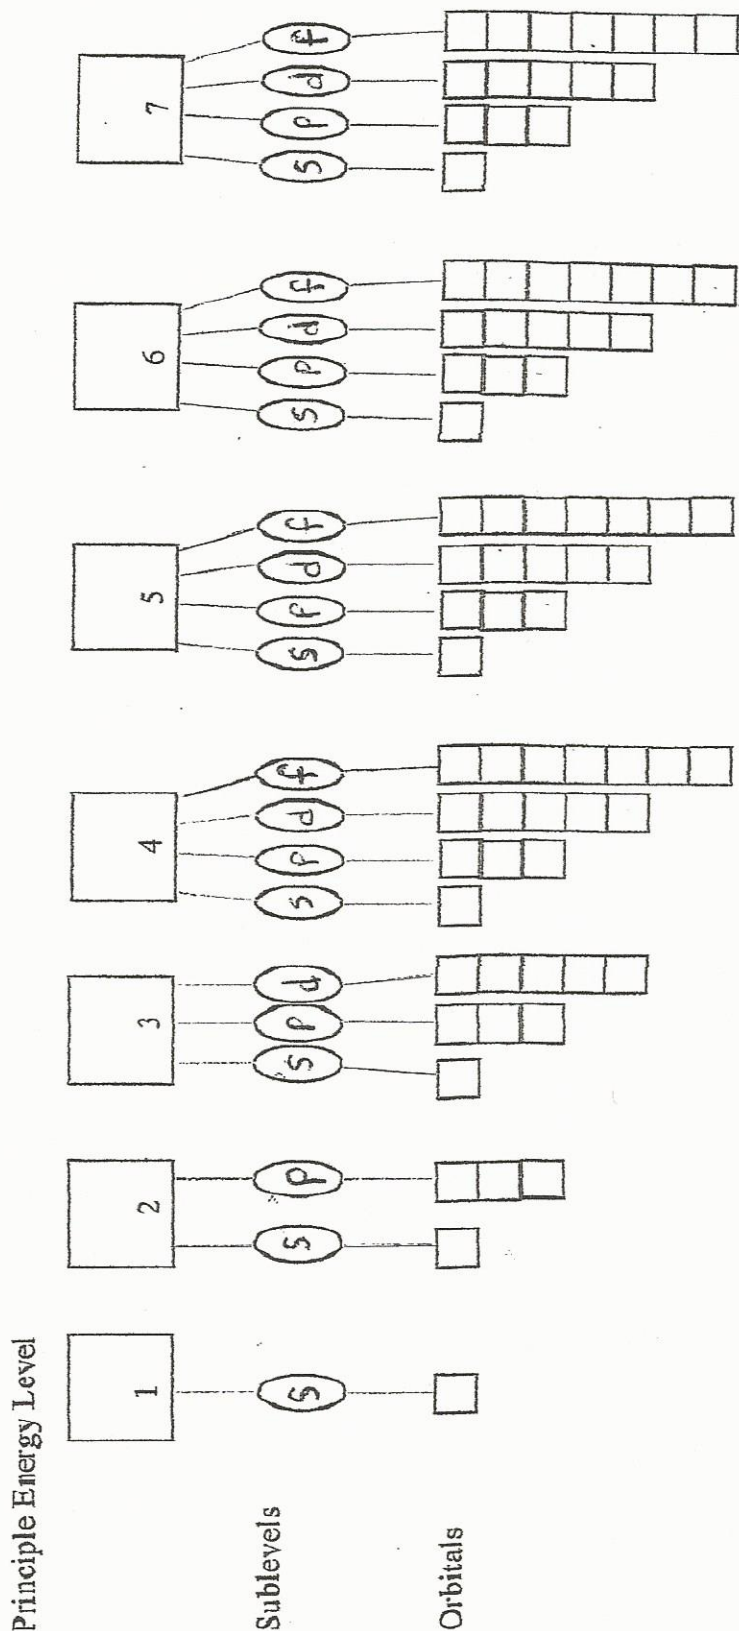 Principle Energy Level
1 2 3 4 5 6 7
Sublevels
s s p s p d s p d f s f d f s p d f s p d f
Orbitals